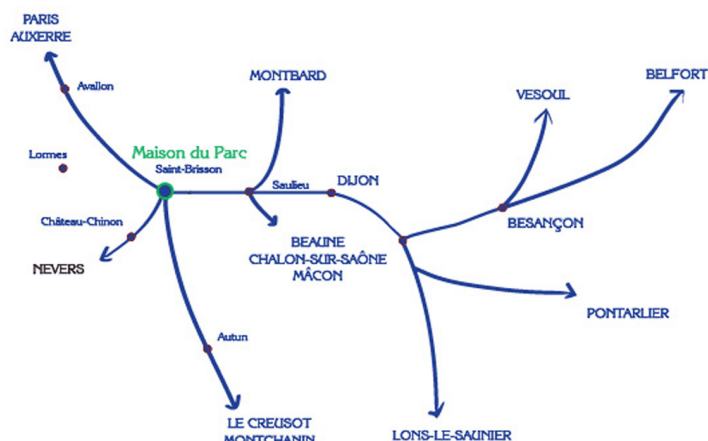 PARIS
AUXERRE
Avallon
MONTBARD
VESOUL
BELFORT
Lormes
Maison du Parc
Saint-Brisson
Saulieu
DIJON
Château-Chinon
NEVERS
BEAUNE
CHALON-SUR-SAÔNE
MÂCON
BESANÇON
PONTARLIER
Autun
LE CREUSOT
MONTCHANIN
LONS-LE-SAUNIER